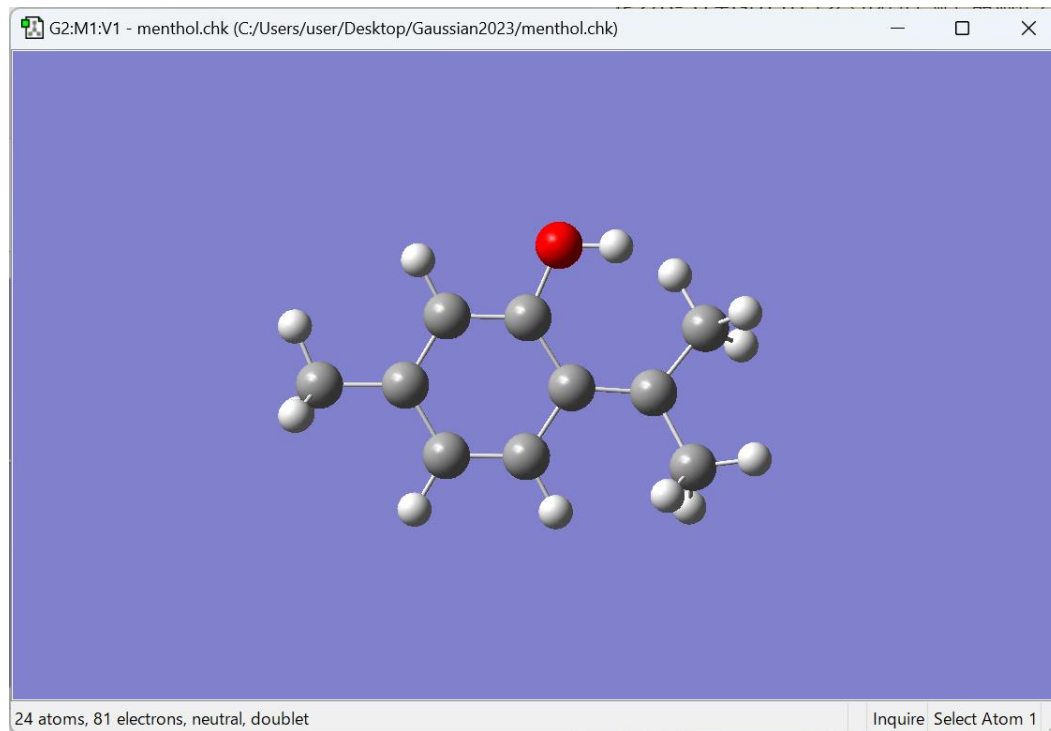 G2:M1:V1 - menthol.chk (C:/Users/user/Desktop/Gaussian2023/menthol.chk)
24 atoms, 81 electrons, neutral, doublet
Inquire Select Atom 1